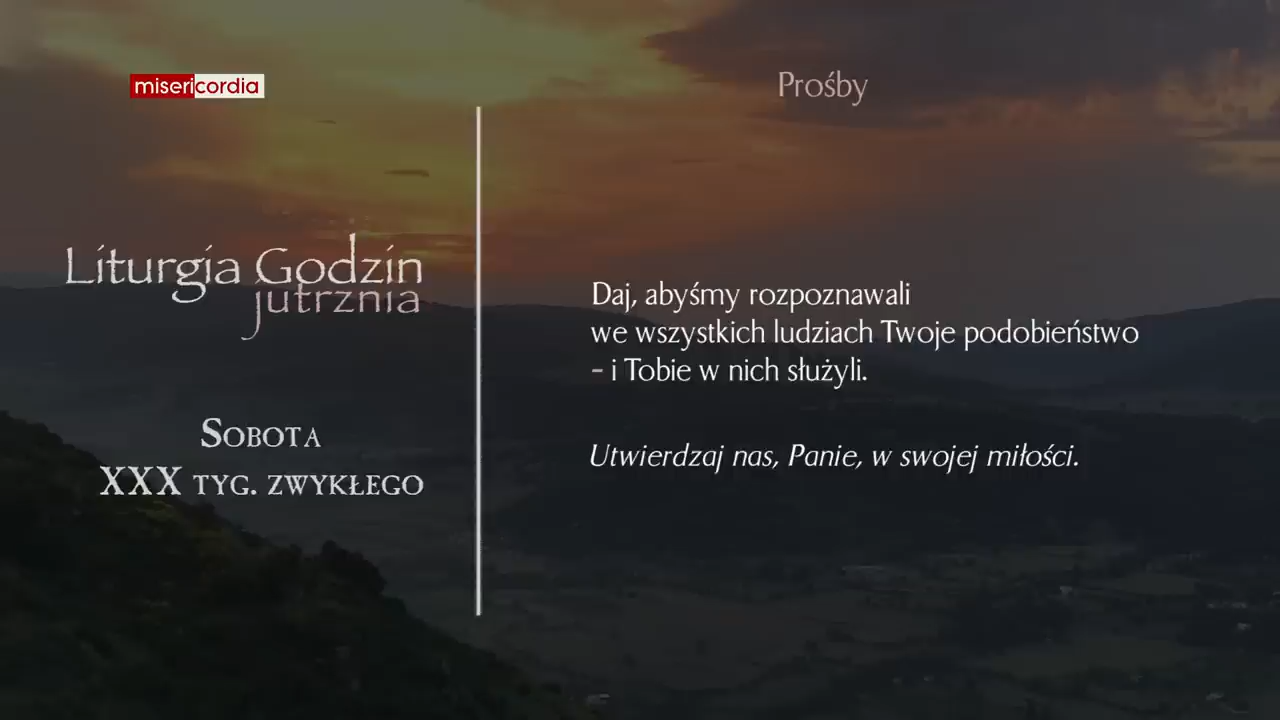 misericordia
Liturgia Godzin
jutrznia
Sobota
XXX tyg. zwykłego
Prośby
Daj, abyśmy rozpoznawali
we wszystkich ludziach Twoje podobieństwo
- i Tobie w nich służyli.
Utwierdzaj nas, Panie, w swojej miłości.